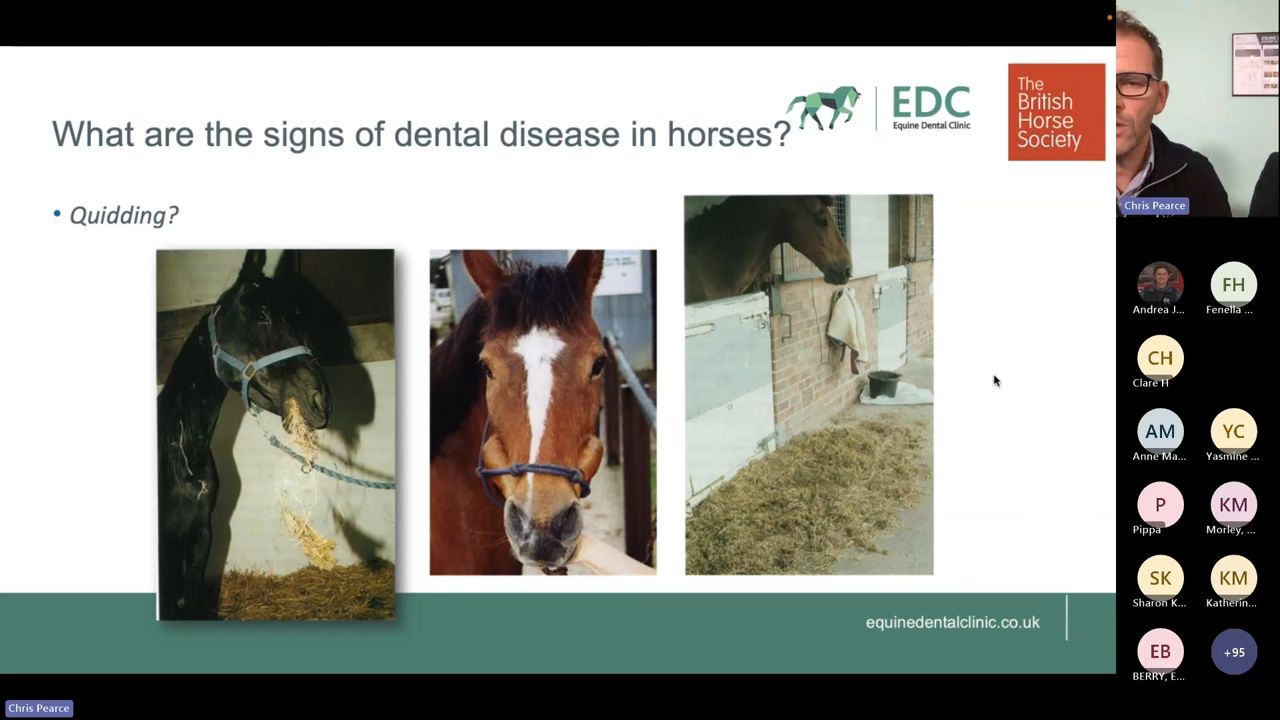 What are the signs of dental disease in horses?
EDC
Equine Dental Clinic
The
British
Horse
Society
• Quidding?
equinedentalclinic.co.uk
Chris Pearce
Andrea J...
FH
Fenella ...
CH
Clare H
AM
Anne Ma...
YC
Yasmine ...
P
Pippa
KM
Morley, ...
SK
Sharon K...
KM
Katherin...
EB
BERRY, E...
+95
Chris Pearce